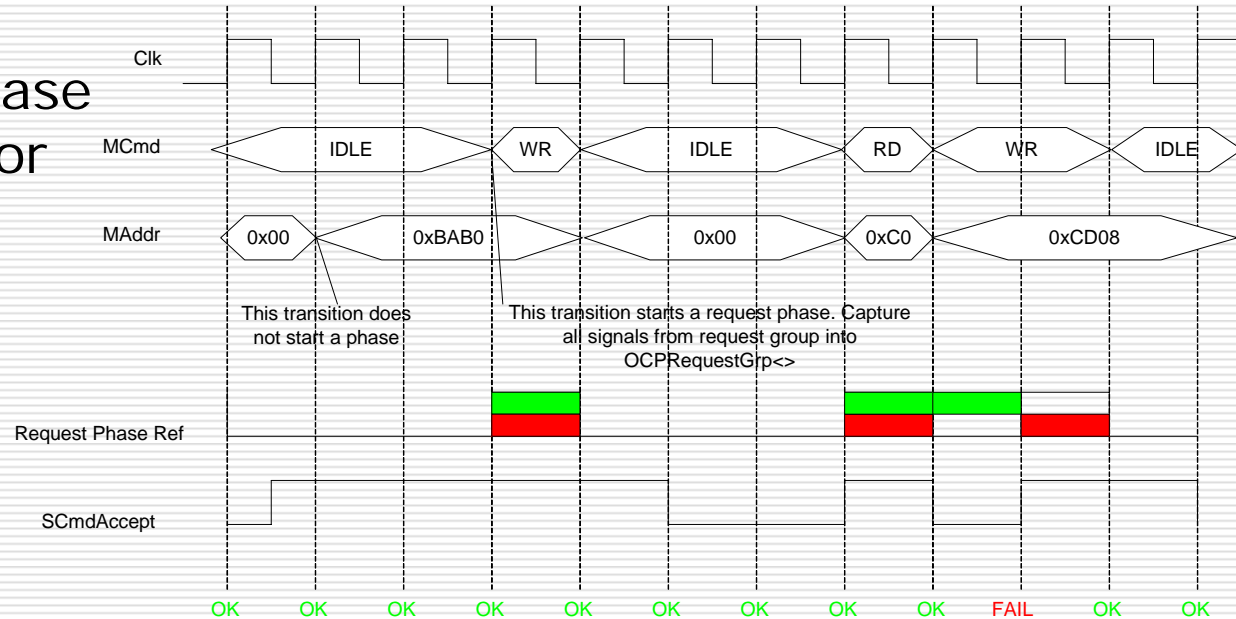 Clk
ase
or
MCmd
IDLE
WR
IDLE
RD
WR
IDLE
MAddr
0x00
0xBAB0
0x00
0xC0
0xCD08
This transition does
not start a phase
This transition starts a request phase. Capture
all signals from request group into
OCPRequestGrp<>
Request Phase Ref
SCmdAccept
OK OK OK OK OK OK OK OK OK FAIL OK OK